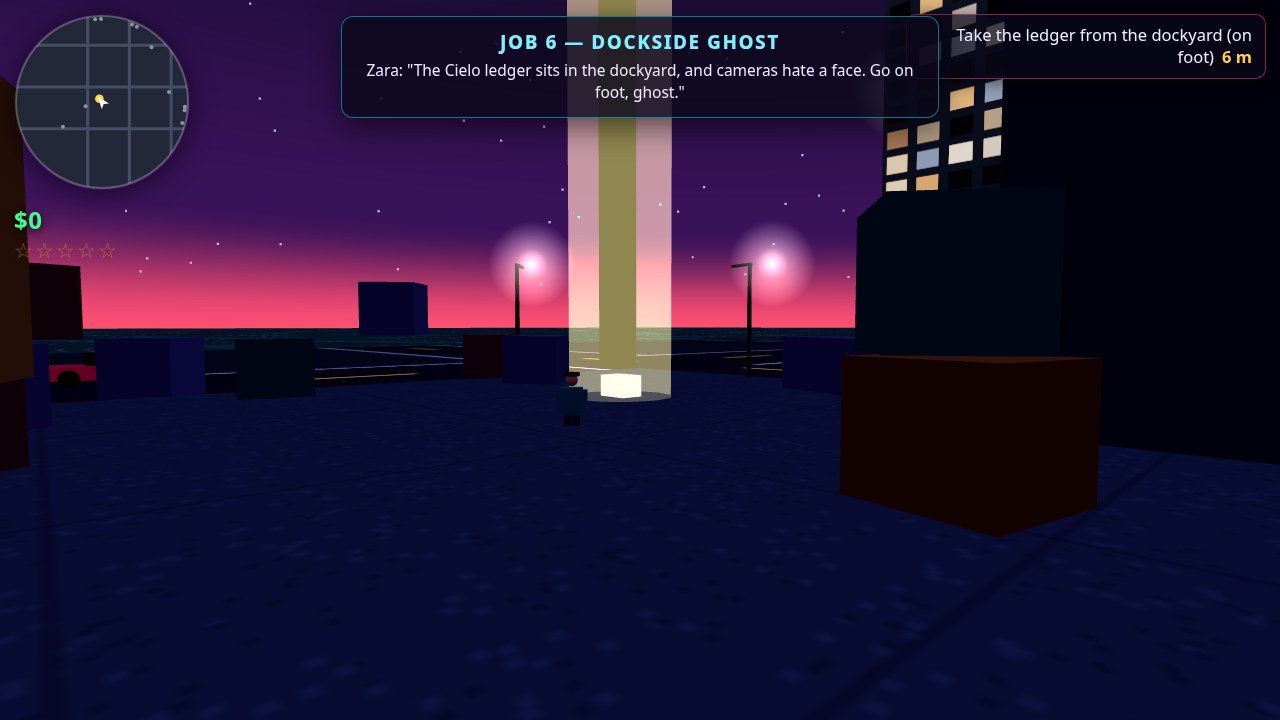 JOB 6 — DOCKSIDE GHOST
Zara: "The Cielo ledger sits in the dockyard, and cameras hate a face. Go on
foot, ghost."
Take the ledger from the dockyard (on
foot) 6 m
$0
☆☆☆☆☆